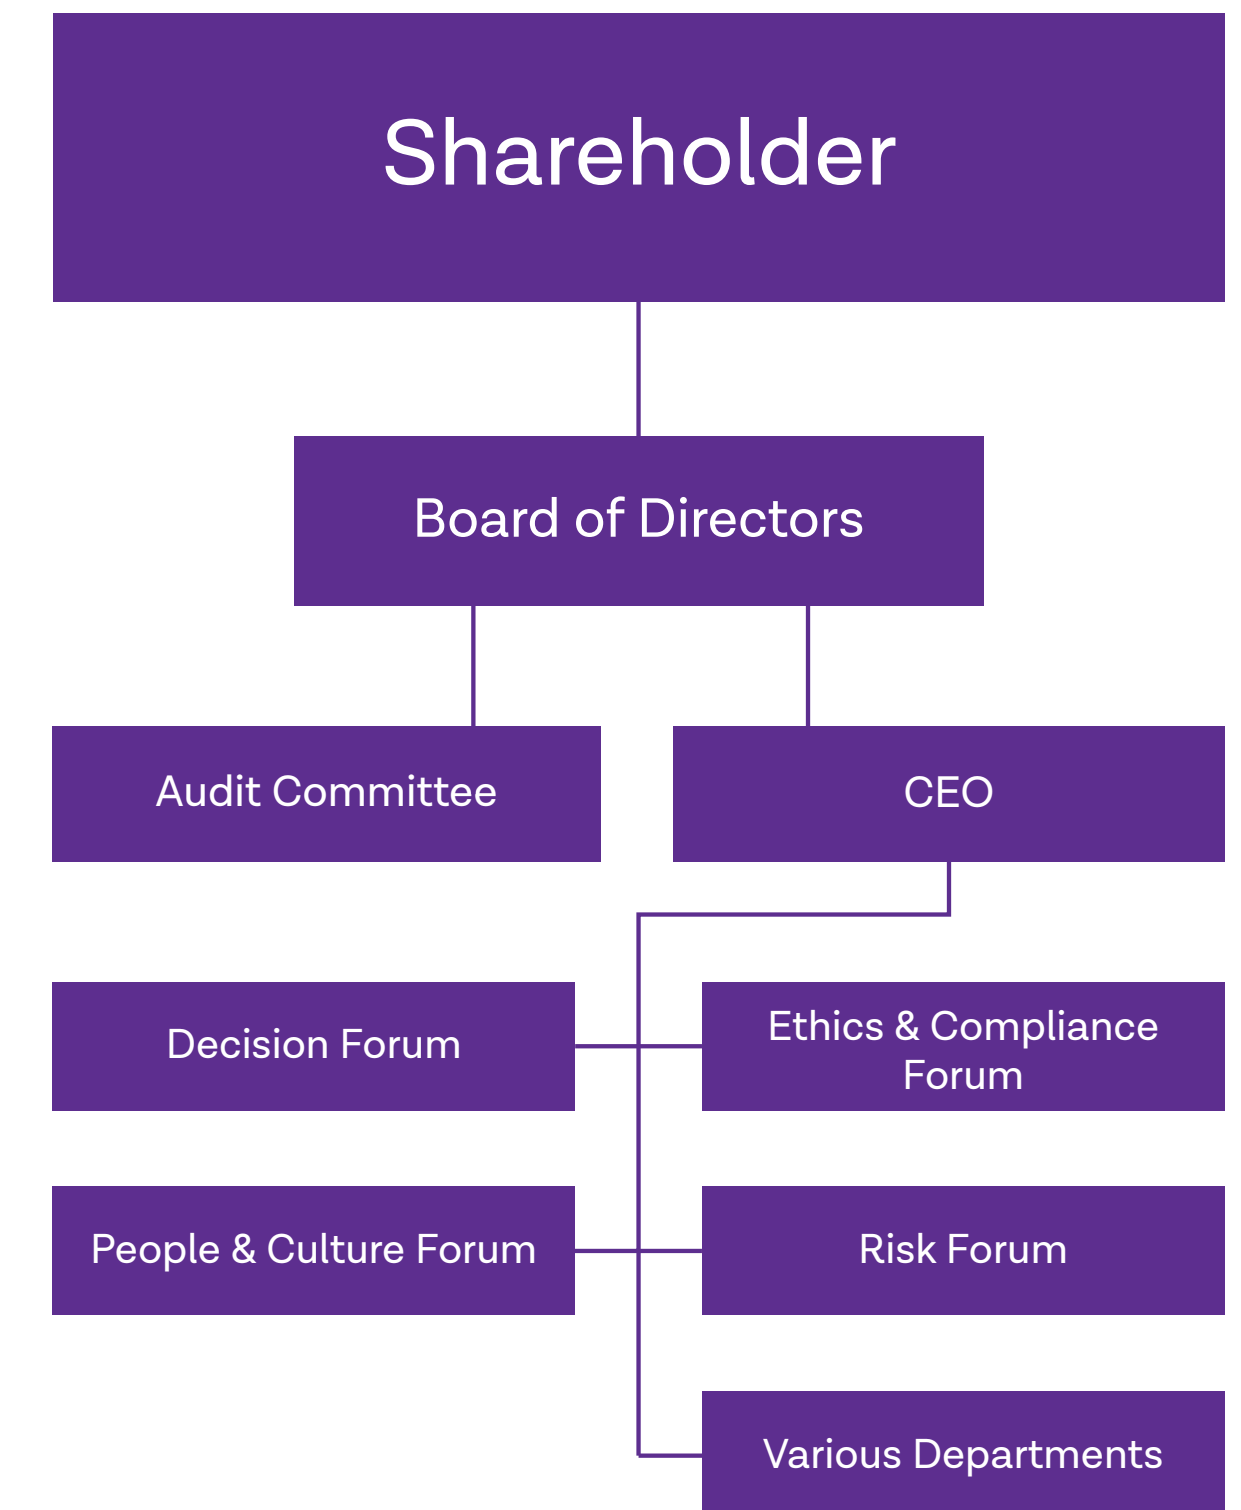 Shareholder
Board of Directors
Audit Committee
CEO
Decision Forum
Ethics & Compliance
Forum
People & Culture Forum
Risk Forum
Various Departments